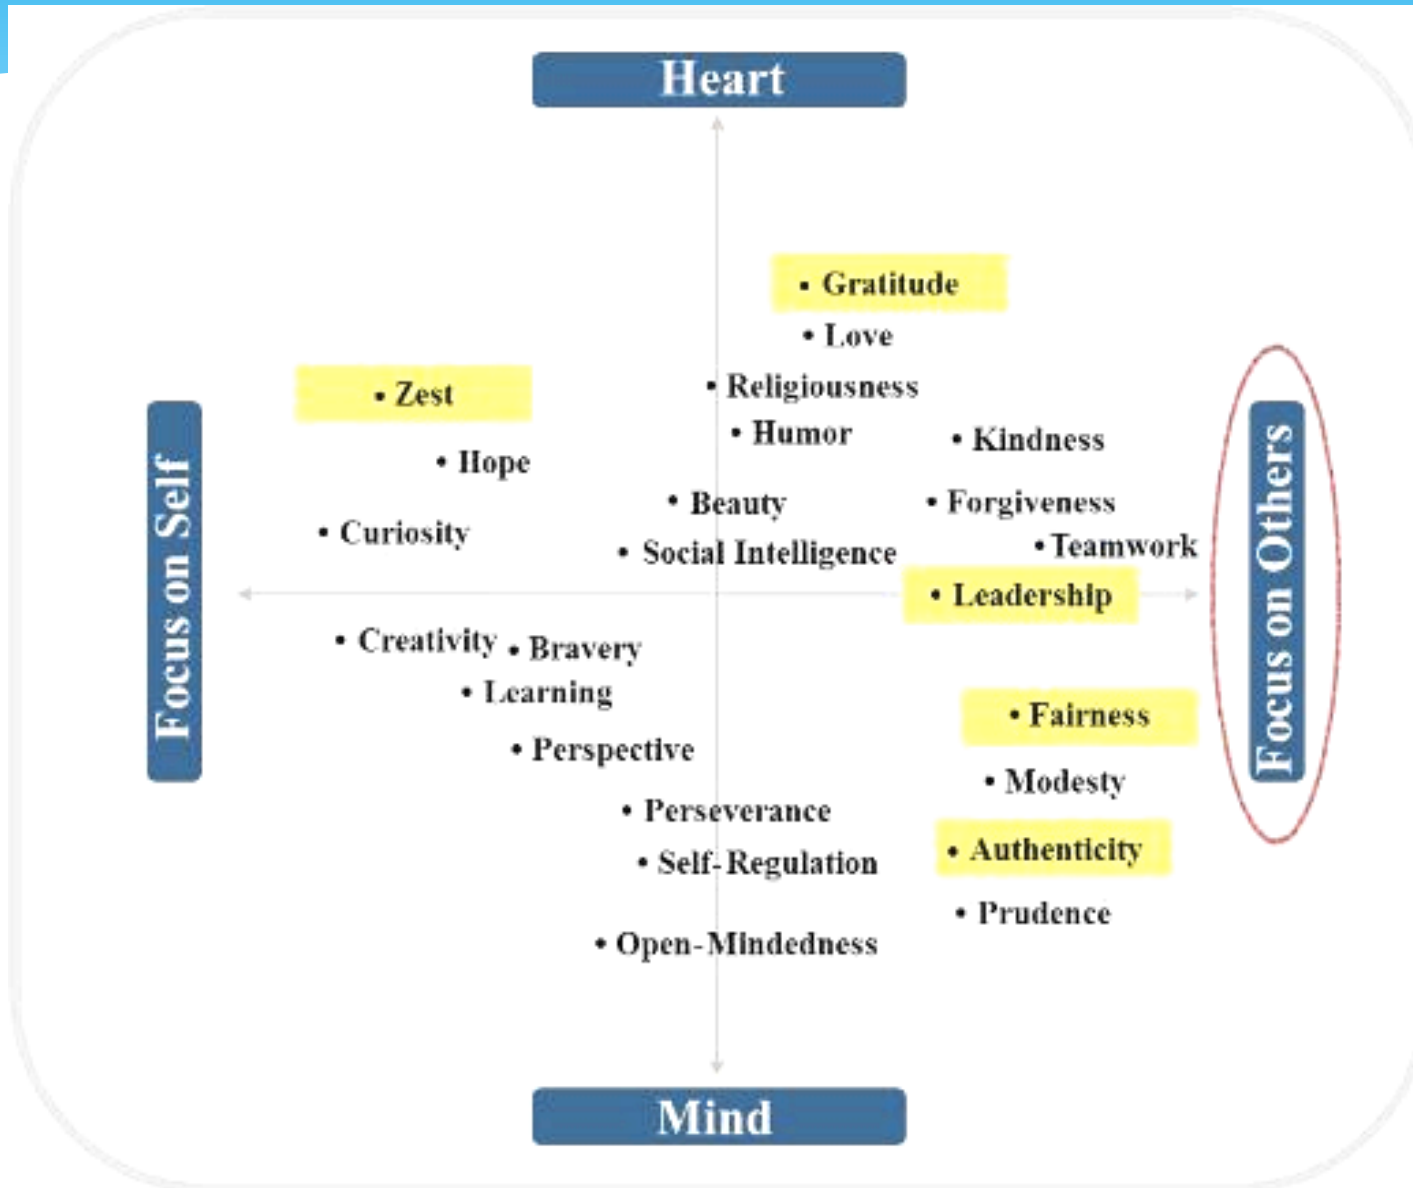 Heart
• Gratitude
• Love
• Religiousness
• Zest
• Humor
• Kindness
• Hope
• Beauty
• Forgiveness
• Curiosity
• Social Intelligence
• Teamwork
• Leadership
Focus on Self
Focus on Others
• Creativity
• Bravery
• Learning
• Fairness
• Perspective
• Modesty
• Perseverance
• Authenticity
• Self-Regulation
• Prudence
• Open-Mindedness
Mind